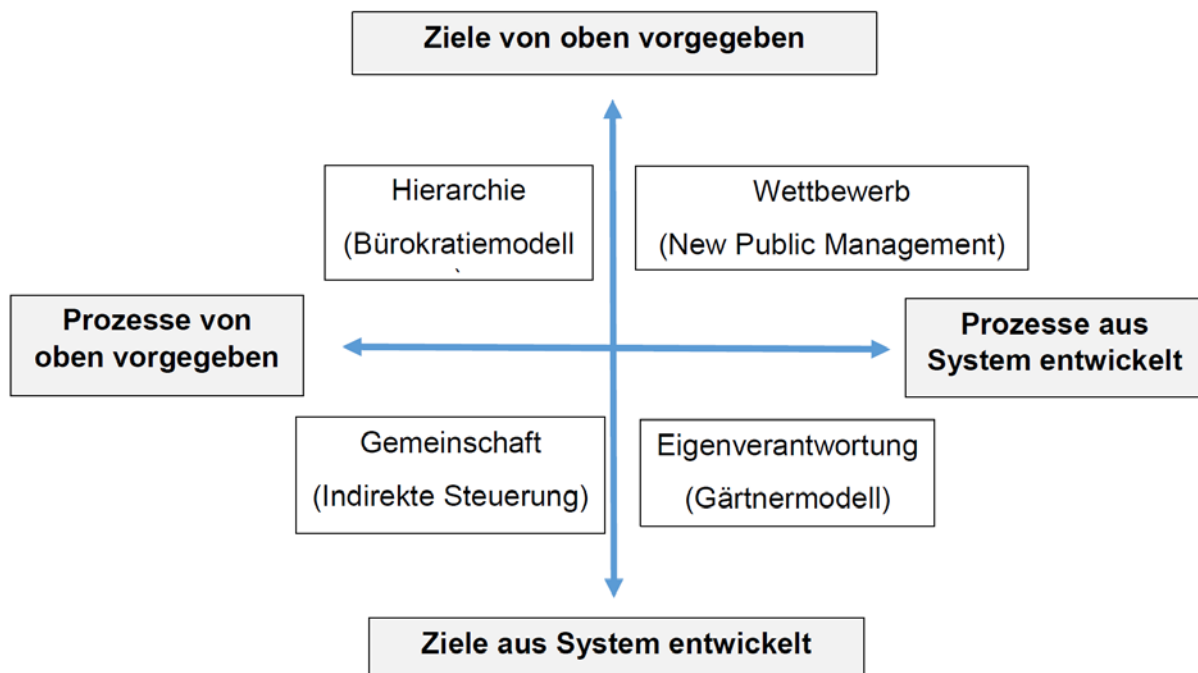 Ziele von oben vorgegeben
Hierarchie
(Bürokratiemodell
`
Wettbewerb
(New Public Management)
Prozesse von
oben vorgegeben
Prozesse aus
System entwickelt
Gemeinschaft
(Indirekte Steuerung)
Eigenverantwortung
(Gärtnermodell)
Ziele aus System entwickelt